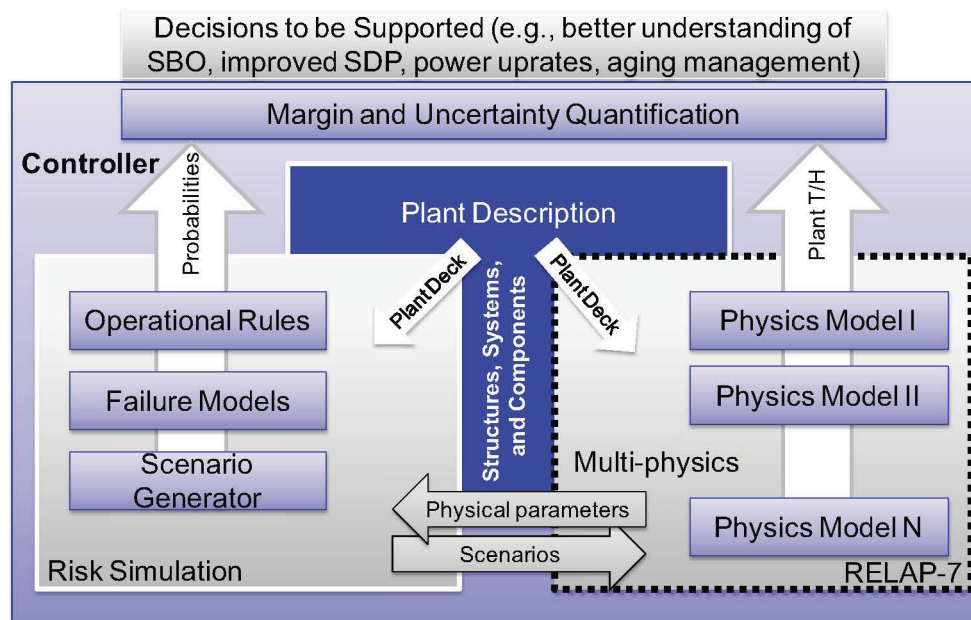 Decisions to be Supported (e.g., better understanding of
SBO, improved SDP, power uprates, aging management)
Margin and Uncertainty Quantification
Controller
Probabilities
Plant T/H
Plant Description
Plant Deck
Plant Deck
Structures, Systems,
and Components
Operational Rules
Failure Models
Scenario
Generator
Physics Model I
Physics Model II
Multi-physics
Physics Model N
Physical parameters
Scenarios
Risk Simulation
RELAP-7